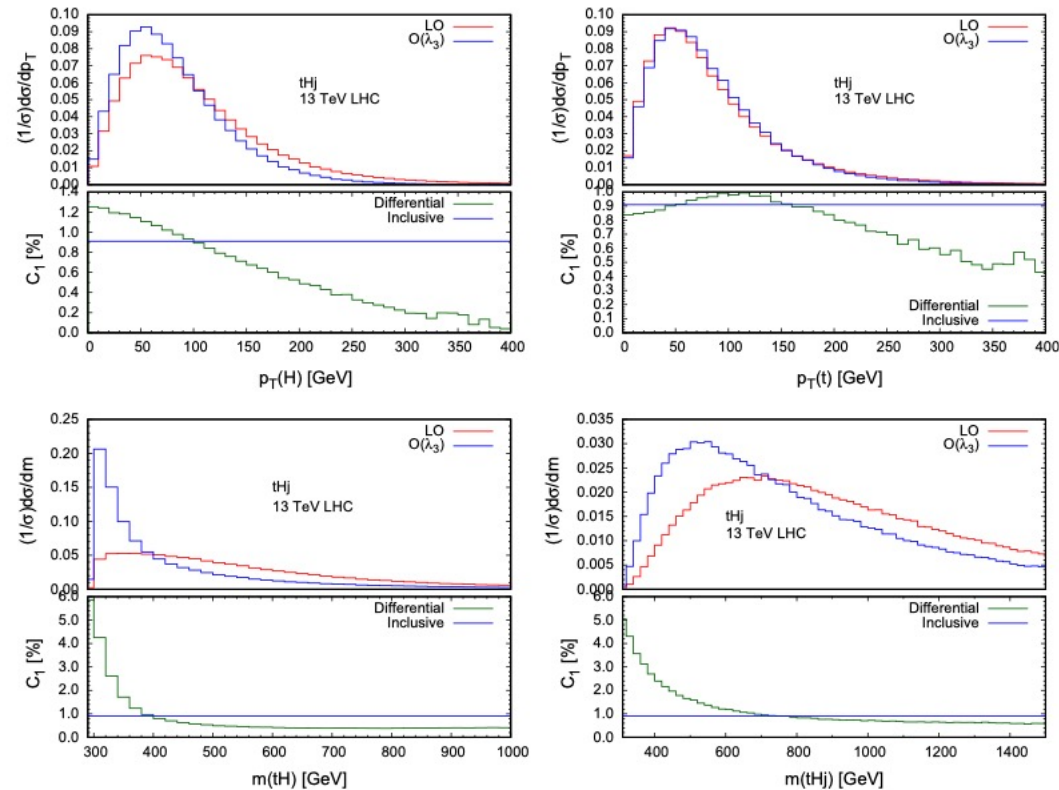 (1/σ)dσ/dp_T
0.10
0.09
0.08
0.07
0.06
0.05
0.04
0.03
0.02
0.01
0.00
LO
O(λ₃)
tHj
13 TeV LHC
C₁ [%]
1.4
1.2
1.0
0.8
0.6
0.4
0.2
0.0
Differential
Inclusive
0 50 100 150 200 250 300 350 400
p_T(H) [GeV]
(1/σ)dσ/dp_T
0.10
0.09
0.08
0.07
0.06
0.05
0.04
0.03
0.02
0.01
0.00
LO
O(λ₃)
tHj
13 TeV LHC
C₁ [%]
1.0
0.9
0.8
0.7
0.6
0.5
0.4
0.3
0.2
0.1
0.0
Differential
Inclusive
0 50 100 150 200 250 300 350 400
p_T(t) [GeV]
(1/σ)dσ/dm
0.25
0.20
0.15
0.10
0.05
0.00
LO
O(λ₃)
tHj
13 TeV LHC
C₁ [%]
6.0
5.0
4.0
3.0
2.0
1.0
0.0
Differential
Inclusive
300 400 500 600 700 800 900 1000
m(tH) [GeV]
(1/σ)dσ/dm
0.035
0.030
0.025
0.020
0.015
0.010
0.005
0.000
LO
O(λ₃)
tHj
13 TeV LHC
C₁ [%]
6.0
5.0
4.0
3.0
2.0
1.0
0.0
Differential
Inclusive
400 600 800 1000 1200 1400
m(tHj) [GeV]